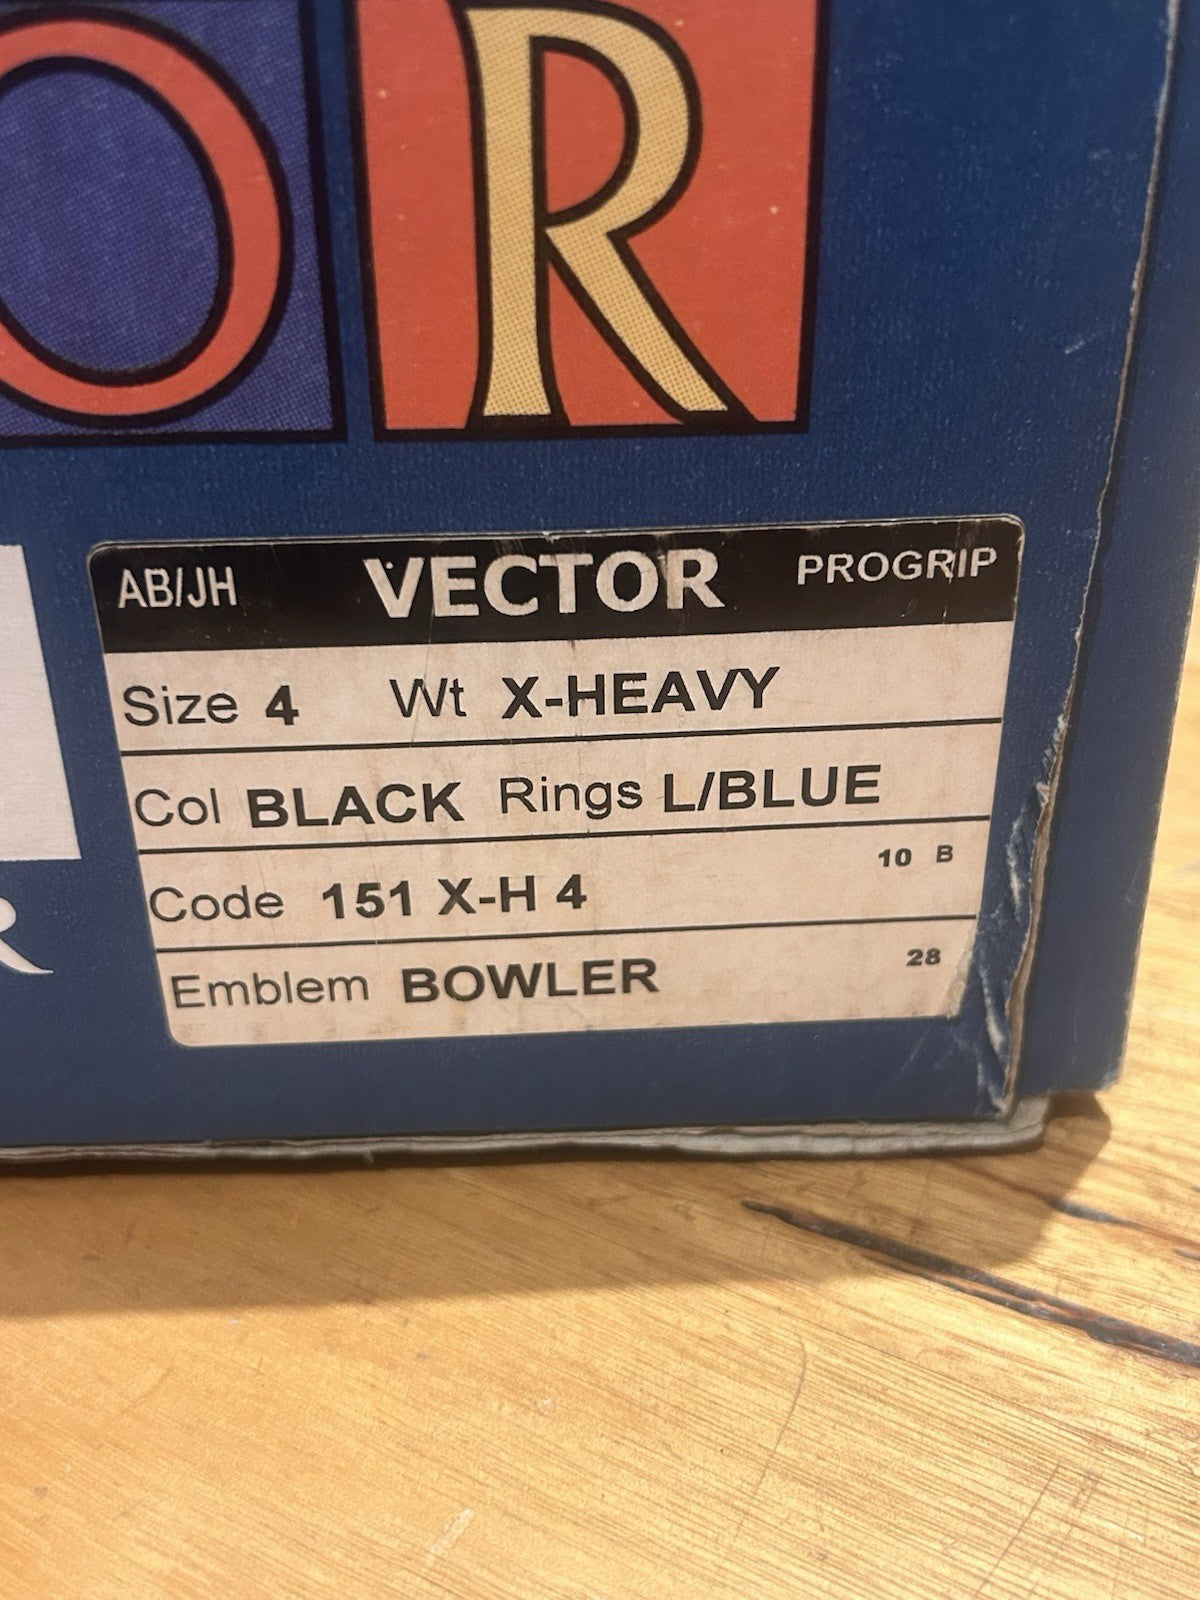 OR
AB/JH VECTOR PROGRIP
Size 4 Wt X-HEAVY
Col BLACK Rings L/BLUE
Code 151 X-H 4 10 B
R
Emblem BOWLER 28